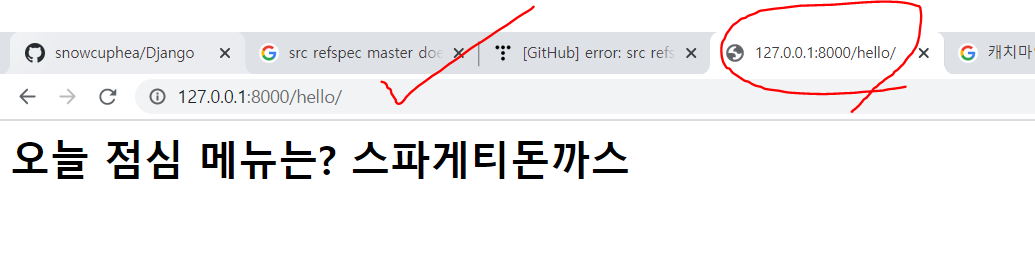 snowcuphea/Django
src refspec master doe
[GitHub] error: src refs
127.0.0.1:8000/hello/
캐치마
127.0.0.1:8000/hello/
오늘 점심 메뉴는? 스파게티돈까스